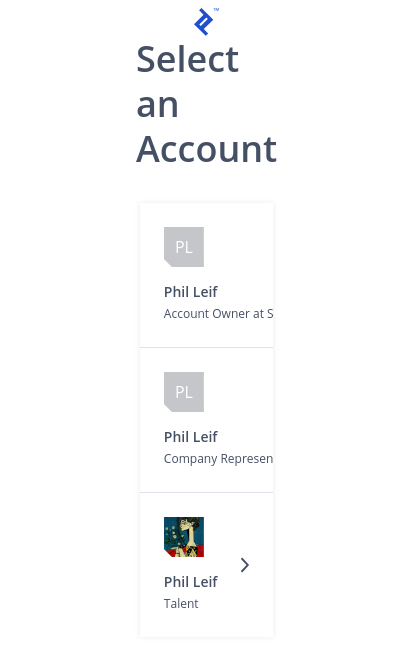 ™
Select
an
Account
PL
Phil Leif
Account Owner at S
PL
Phil Leif
Company Represen
Phil Leif
Talent